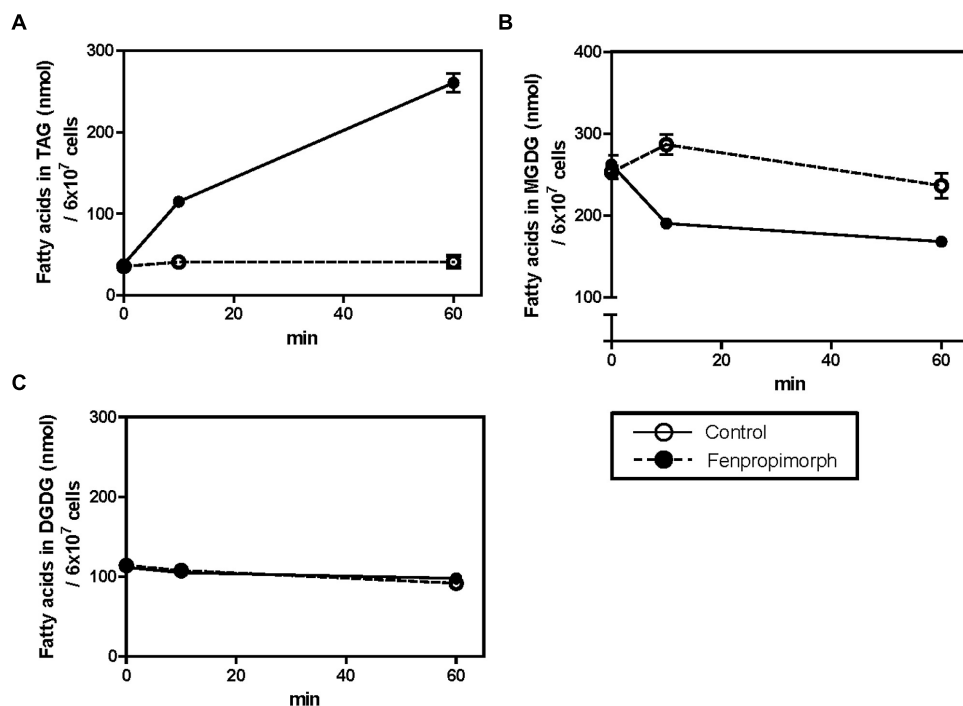 A
Fatty acids in TAG (nmol)
/ 6x10⁷ cells
300
200
100
0
0 20 40 60
min
B
Fatty acids in MGDG (nmol)
/ 6x10⁷ cells
400
300
200
100
0 20 40 60
min
C
Fatty acids in DGDG (nmol)
/ 6x10⁷ cells
300
200
100
0
0 20 40 60
min
Control
Fenpropimorph